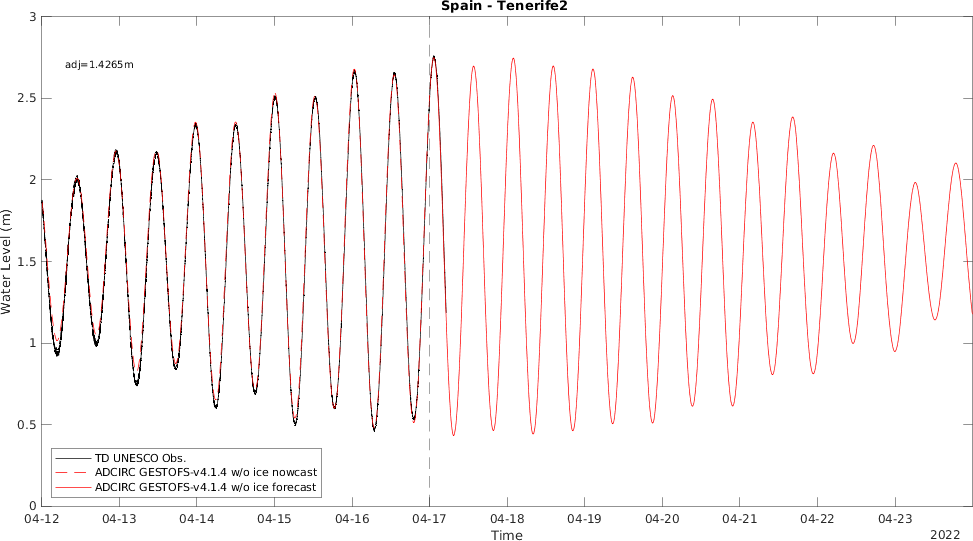 Spain - Tenerife2
adj=1.4265m
3
2.5
2
1.5
1
0.5
0
Water Level (m)
TD UNESCO Obs.
ADCIRC GESTOFS-v4.1.4 w/o ice nowcast
ADCIRC GESTOFS-v4.1.4 w/o ice forecast
04-12 04-13 04-14 04-15 04-16 04-17 04-18 04-19 04-20 04-21 04-22 04-23
Time
2022